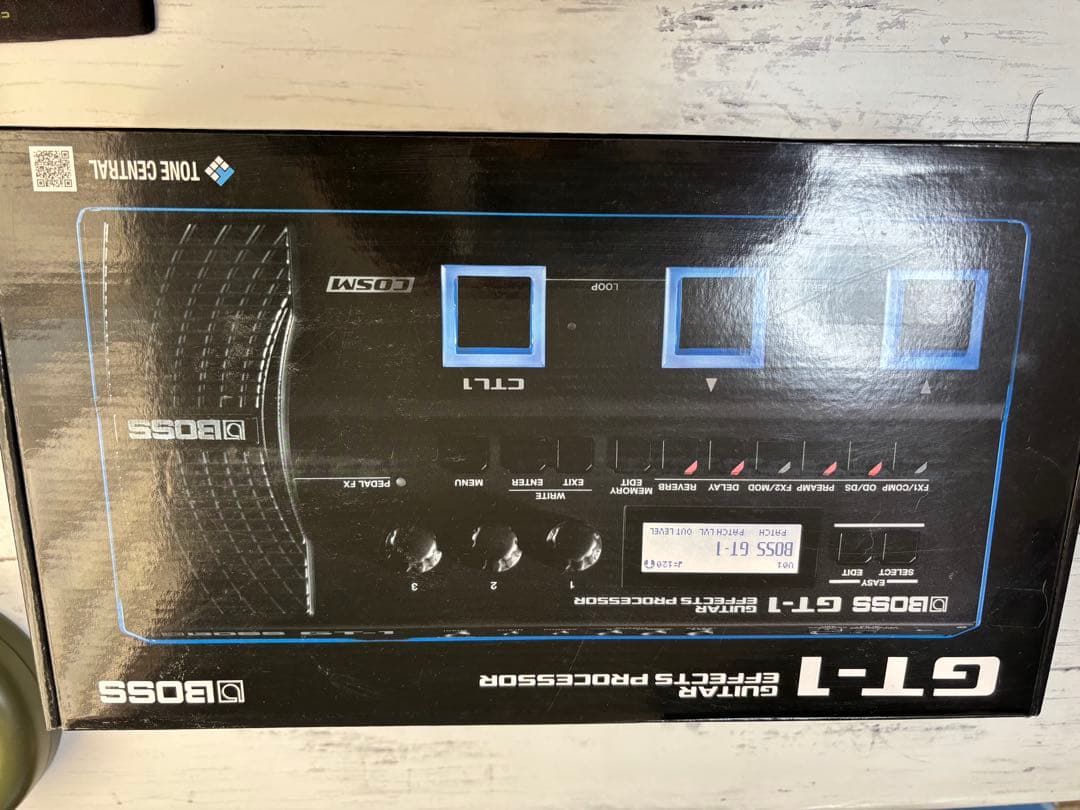 GT-1
GUITAR
EFFECTS PROCESSOR
BOSS
BOSS GT-1
GUITAR
EFFECTS PROCESSOR
SELECT
EDIT
EASY
U01 ♩=120
BOSS GT-1
PATCH PATCH LVL OUT LEVEL
1
2
3
FX1/COMP OD/DS PREAMP FX2/MOD DELAY REVERB
MEMORY
EDIT
WRITE
EXIT ENTER
MENU
PEDAL FX
BOSS
▲
▼
CTL1
LOOP
COSM
TONE CENTRAL